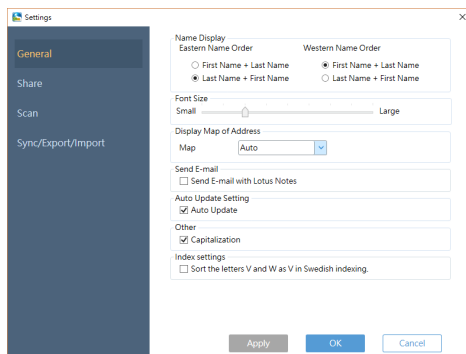 Settings
General
Share
Scan
Sync/Export/Import
Name Display
Eastern Name Order Western Name Order
First Name + Last Name First Name + Last Name
Last Name + First Name Last Name + First Name
Font Size
Small Large
Display Map of Address
Map Auto
Send E-mail
Send E-mail with Lotus Notes
Auto Update Setting
Auto Update
Other
Capitalization
Index settings
Sort the letters V and W as V in Swedish indexing.
Apply OK Cancel